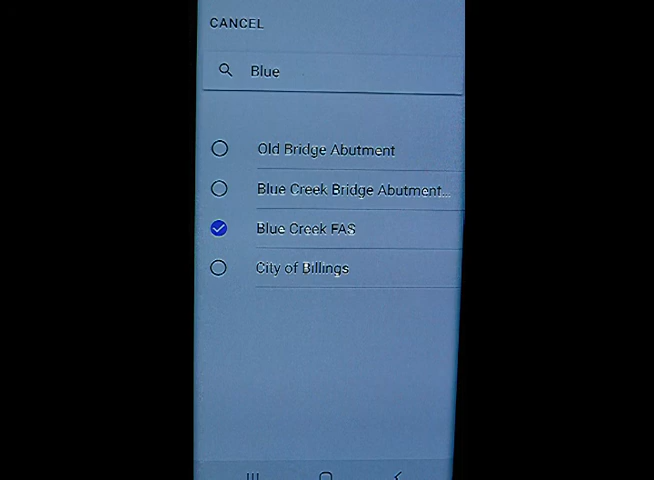 CANCEL
Blue
Old Bridge Abutment
Blue Creek Bridge Abutment...
Blue Creek FAS
City of Billings